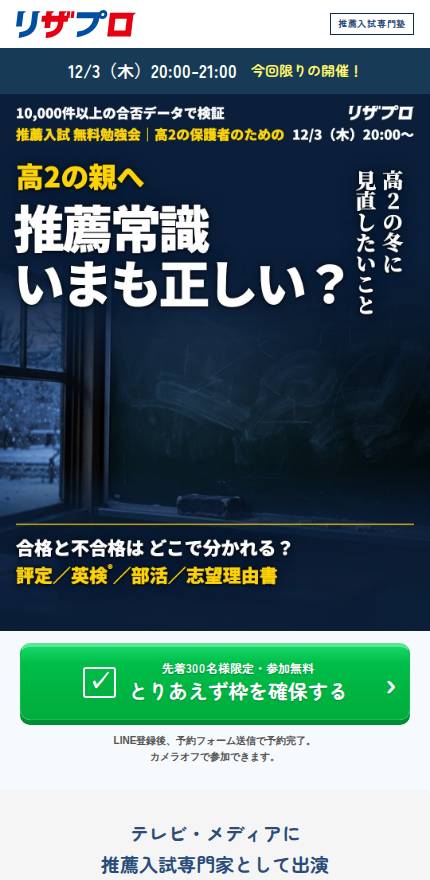 リザプロ
推薦入試専門塾
12/3（木）20:00-21:00 今回限りの開催！
10,000件以上の合否データで検証
リザプロ
推薦入試 無料勉強会｜高2の保護者のための 12/3（木）20:00〜
高2の親へ
推薦常識
いまも正しい？
高2の冬に
見直したいこと
合格と不合格は どこで分かれる？
評定／英検®／部活／志望理由書
先着300名様限定・参加無料
とりあえず枠を確保する
LINE登録後、予約フォーム送信で予約完了。
カメラオフで参加できます。
テレビ・メディアに
推薦入試専門家として出演